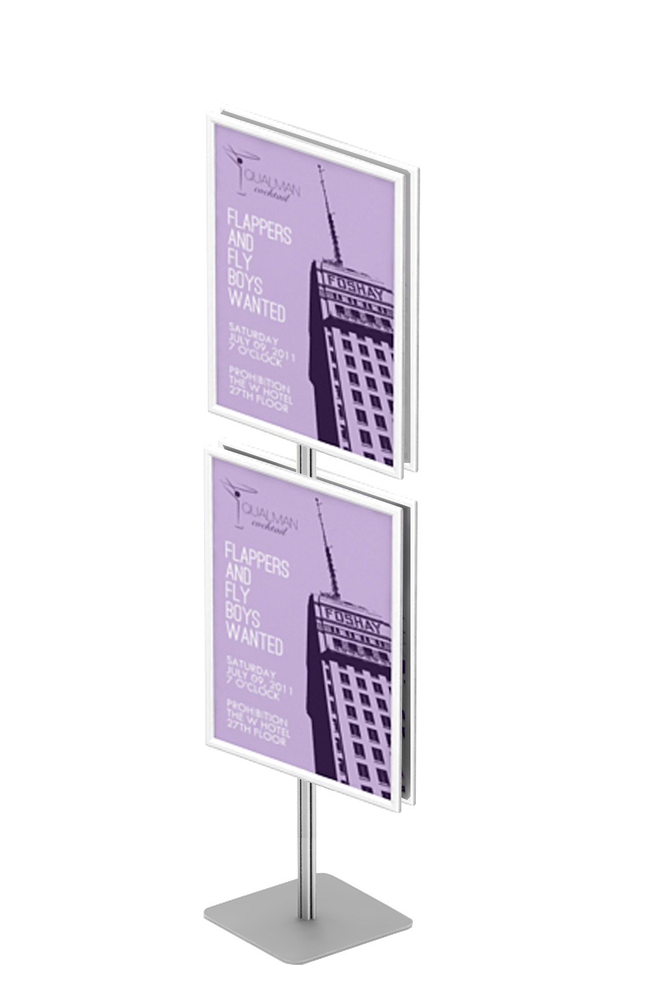 QUALMAN
cocktail
FLAPPERS
AND
FLY
BOYS
WANTED
SATURDAY
JULY 09, 2011
7 O'CLOCK
PROHIBITION
THE W HOTEL
27TH FLOOR
FOSHAY
QUALMAN
cocktail
FLAPPERS
AND
FLY
BOYS
WANTED
SATURDAY
JULY 09, 2011
7 O'CLOCK
PROHIBITION
THE W HOTEL
27TH FLOOR
FOSHAY